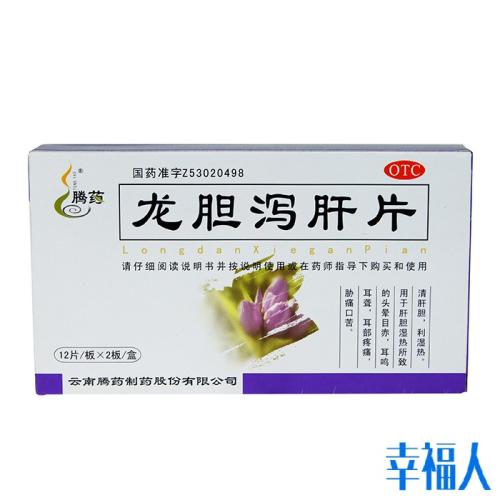 腾药
国药准字Z53020498
OTC
龙胆泻肝片
LongdanXieganPian
请仔细阅读说明书并按说明使用或在药师指导下购买和使用
清肝胆，利湿热。
用于肝胆湿热所致
的头晕目赤，耳鸣
耳聋，耳部疼痛，
胁痛口苦。
12片/板×2板/盒
云南腾药制药股份有限公司
幸福人